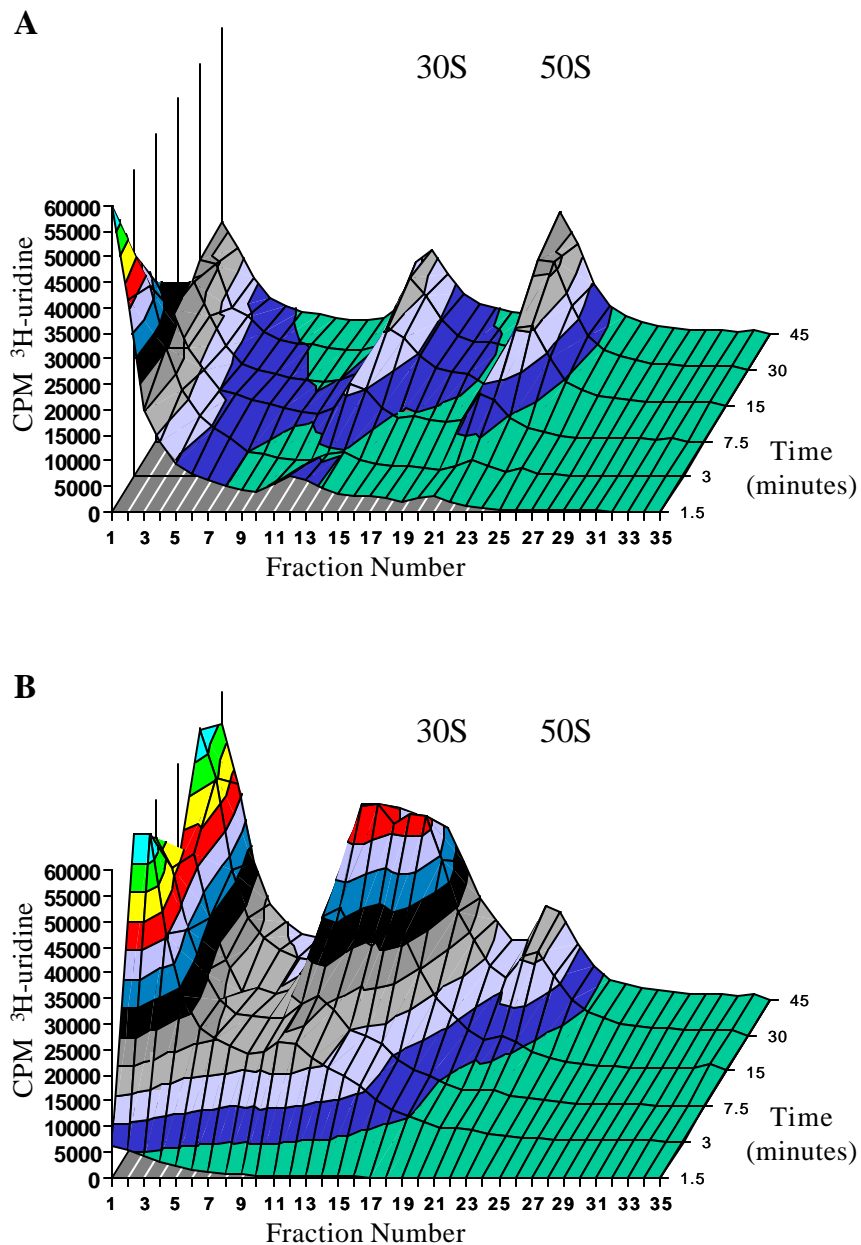 A
30S 50S
60000
55000
50000
45000
40000
35000
30000
25000
20000
15000
10000
5000
0
CPM ³H-uridine
1 3 5 7 9 11 13 15 17 19 21 23 25 27 29 31 33 35
Fraction Number
45
30
15
7.5
3
1.5
Time
(minutes)
B
30S 50S
60000
55000
50000
45000
40000
35000
30000
25000
20000
15000
10000
5000
0
CPM ³H-uridine
1 3 5 7 9 11 13 15 17 19 21 23 25 27 29 31 33 35
Fraction Number
45
30
15
7.5
3
1.5
Time
(minutes)